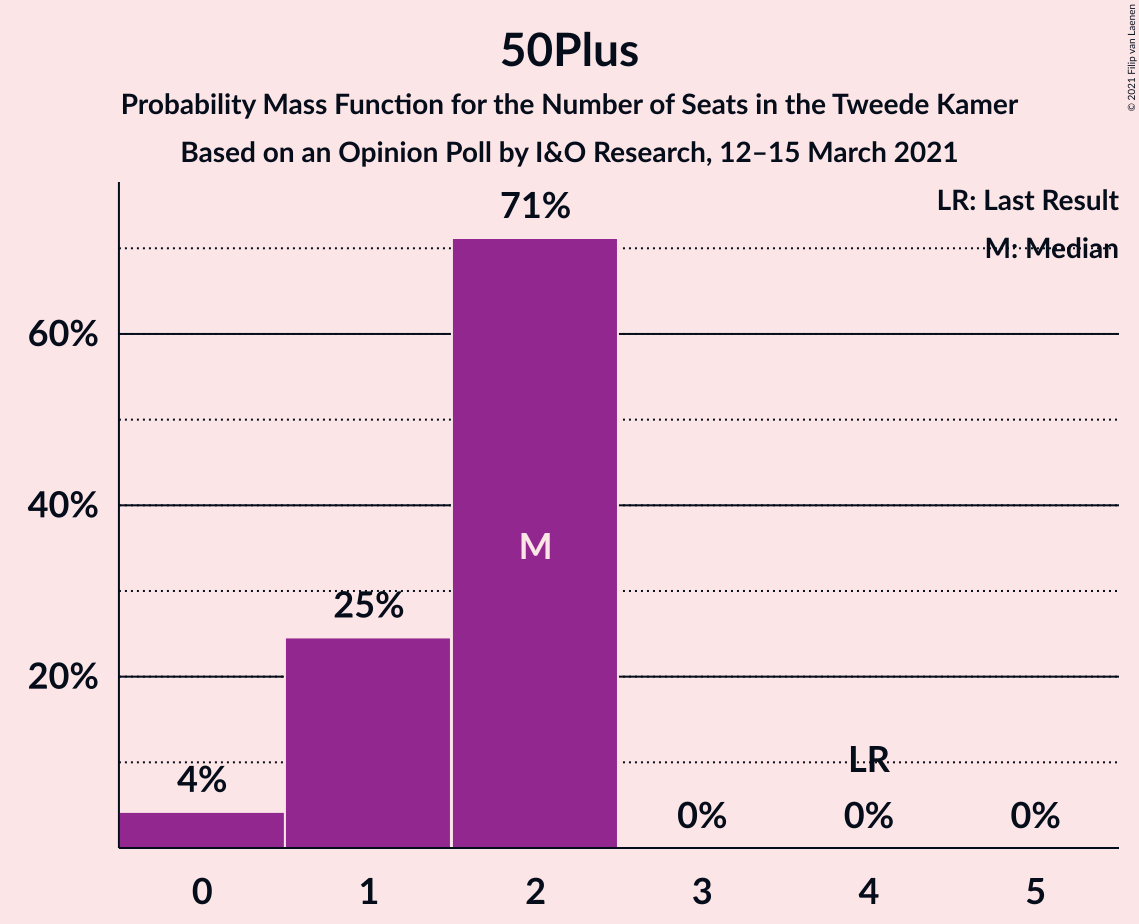 50Plus
Probability Mass Function for the Number of Seats in the Tweede Kamer
Based on an Opinion Poll by I&O Research, 12–15 March 2021
© 2021 Filip van Laenen
LR: Last Result
M: Median
71%
60%
40%
M
25%
20%
LR
4%
0%
0%
0%
0
1
2
3
4
5